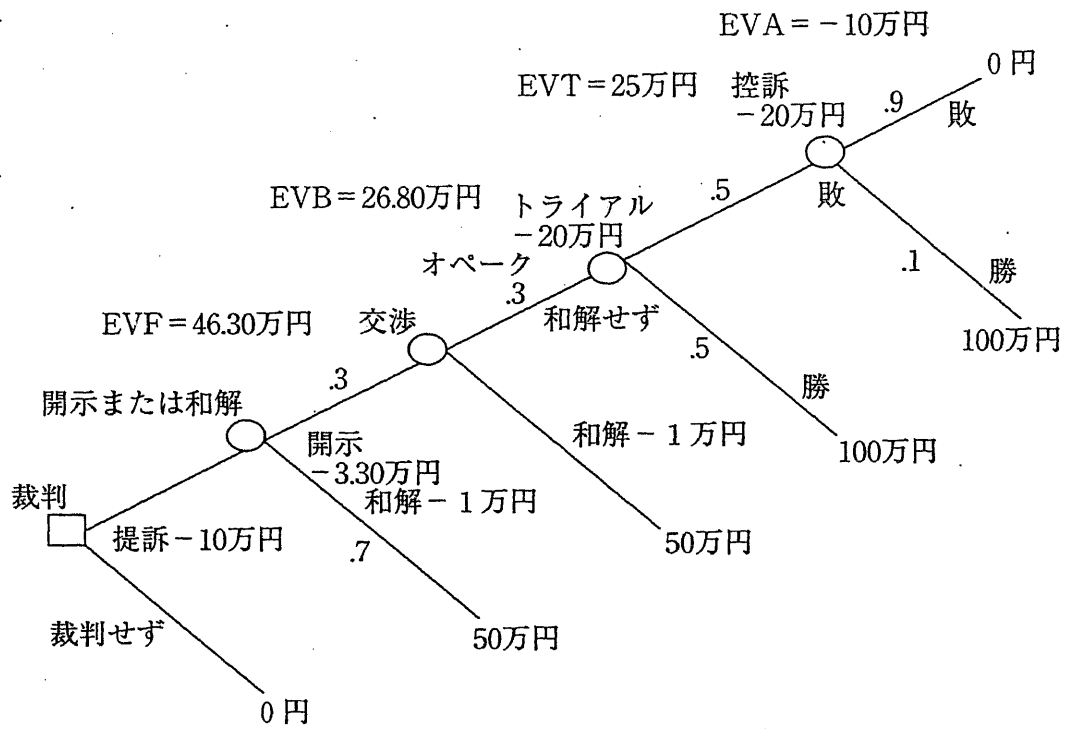 EVA=-10万円
0 円
EVT=25万円
控訴
-20万円
.9
敗
EVB=26.80万円
トライアル
-20万円
.5
敗
オペーク
.3
和解せず
.1
勝
100万円
EVF=46.30万円
交渉
.5
勝
100万円
開示または和解
.3
開示
-3.30万円
和解-1万円
50万円
裁判
提訴-10万円
和解-1万円
.7
50万円
裁判せず
0 円